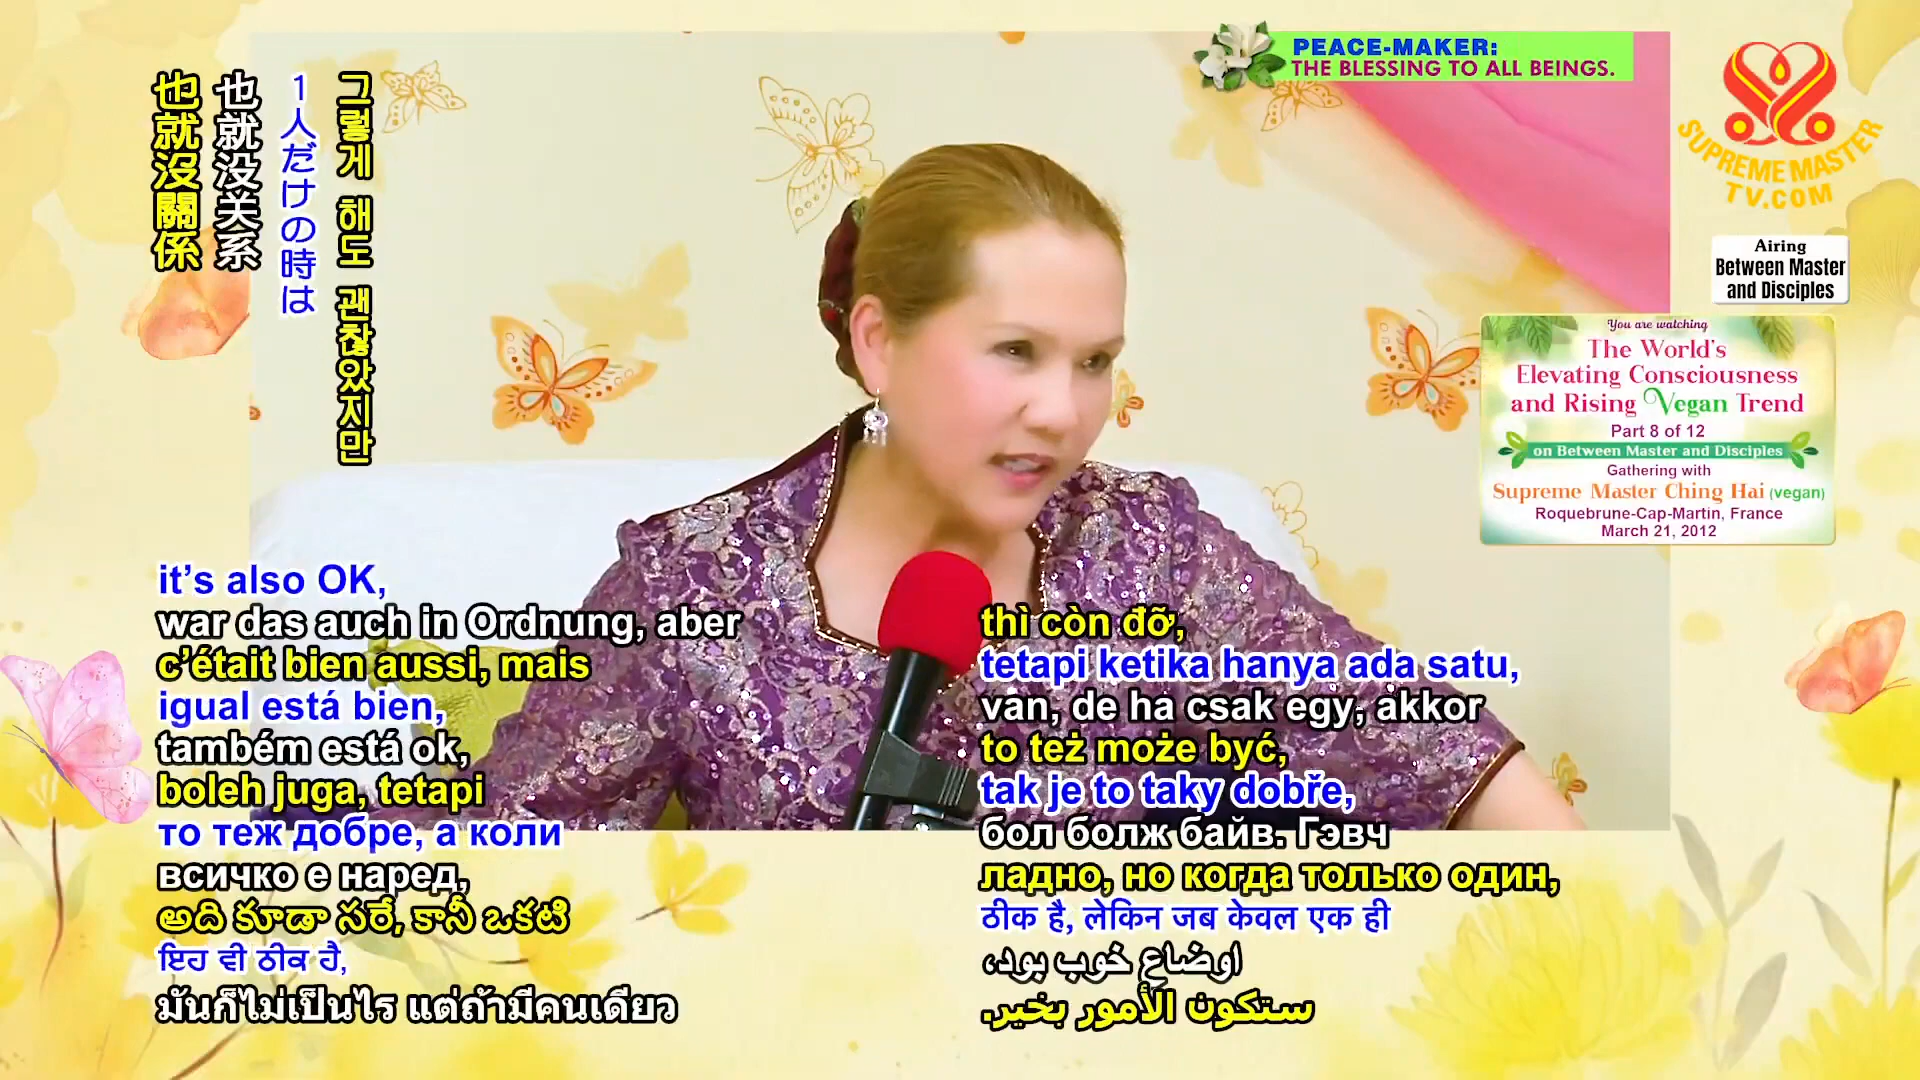 PEACE-MAKER:
THE BLESSING TO ALL BEINGS.
SUPREME MASTER
TV.COM
Airing
Between Master
and Disciples
You are watching
The World's
Elevating Consciousness
and Rising Vegan Trend
Part 8 of 12
on Between Master and Disciples
Gathering with
Supreme Master Ching Hai (vegan)
Roquebrune-Cap-Martin, France
March 21, 2012
也就沒關係
也就没关系
1人だけの時は
그렇게 해도 괜찮았지만
it's also OK,
war das auch in Ordnung, aber
c'était bien aussi, mais
igual está bien,
também está ok,
boleh juga, tetapi
то теж добре, а коли
всичко е наред,
అది కూడా సరే, కానీ ఒకటి
ਇਹ ਵੀ ਠੀਕ ਹੈ,
มันก็ไม่เป็นไร แต่ถ้ามีคนเดียว
thì còn đỡ,
tetapi ketika hanya ada satu,
van, de ha csak egy, akkor
to też może być,
tak je to taky dobře,
бол болж байв. Гэвч
ладно, но когда только один,
ठीक है, लेकिन जब केवल एक ही
اوضاع خوب بود،
ستكون الأمور بخير.